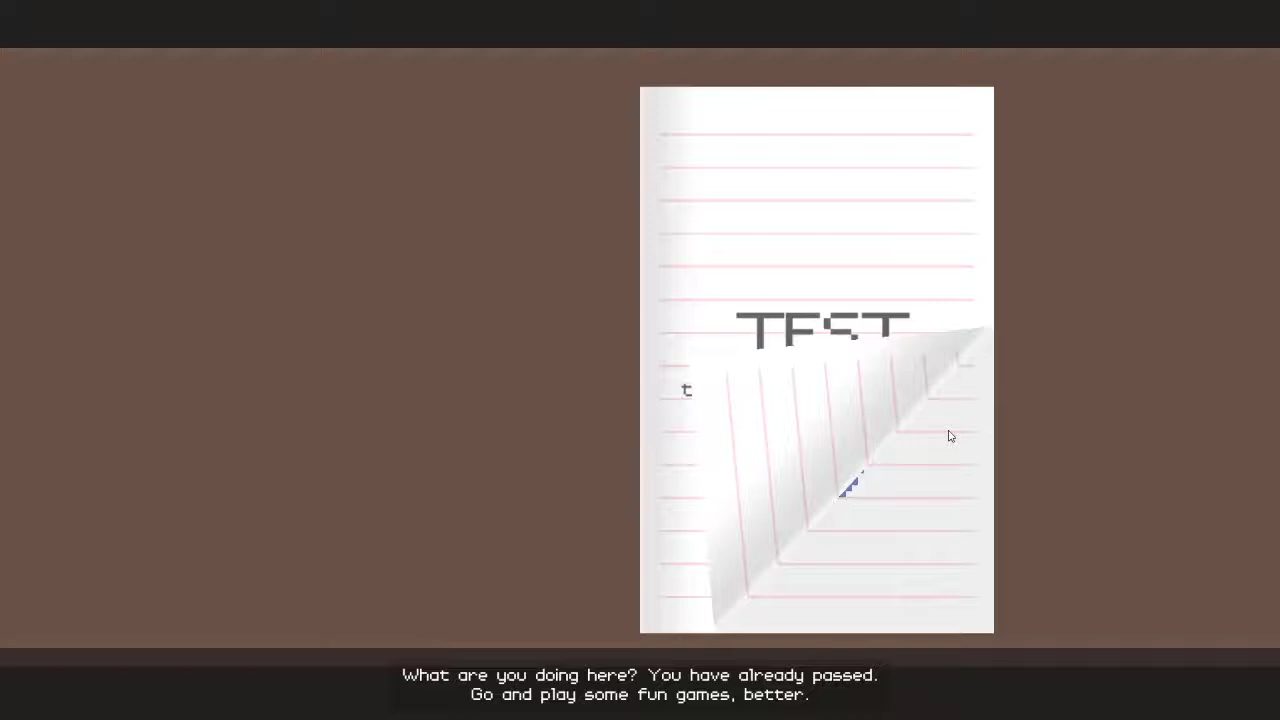 TEST
t
What are you doing here? You have already passed.
Go and play some fun games, better.